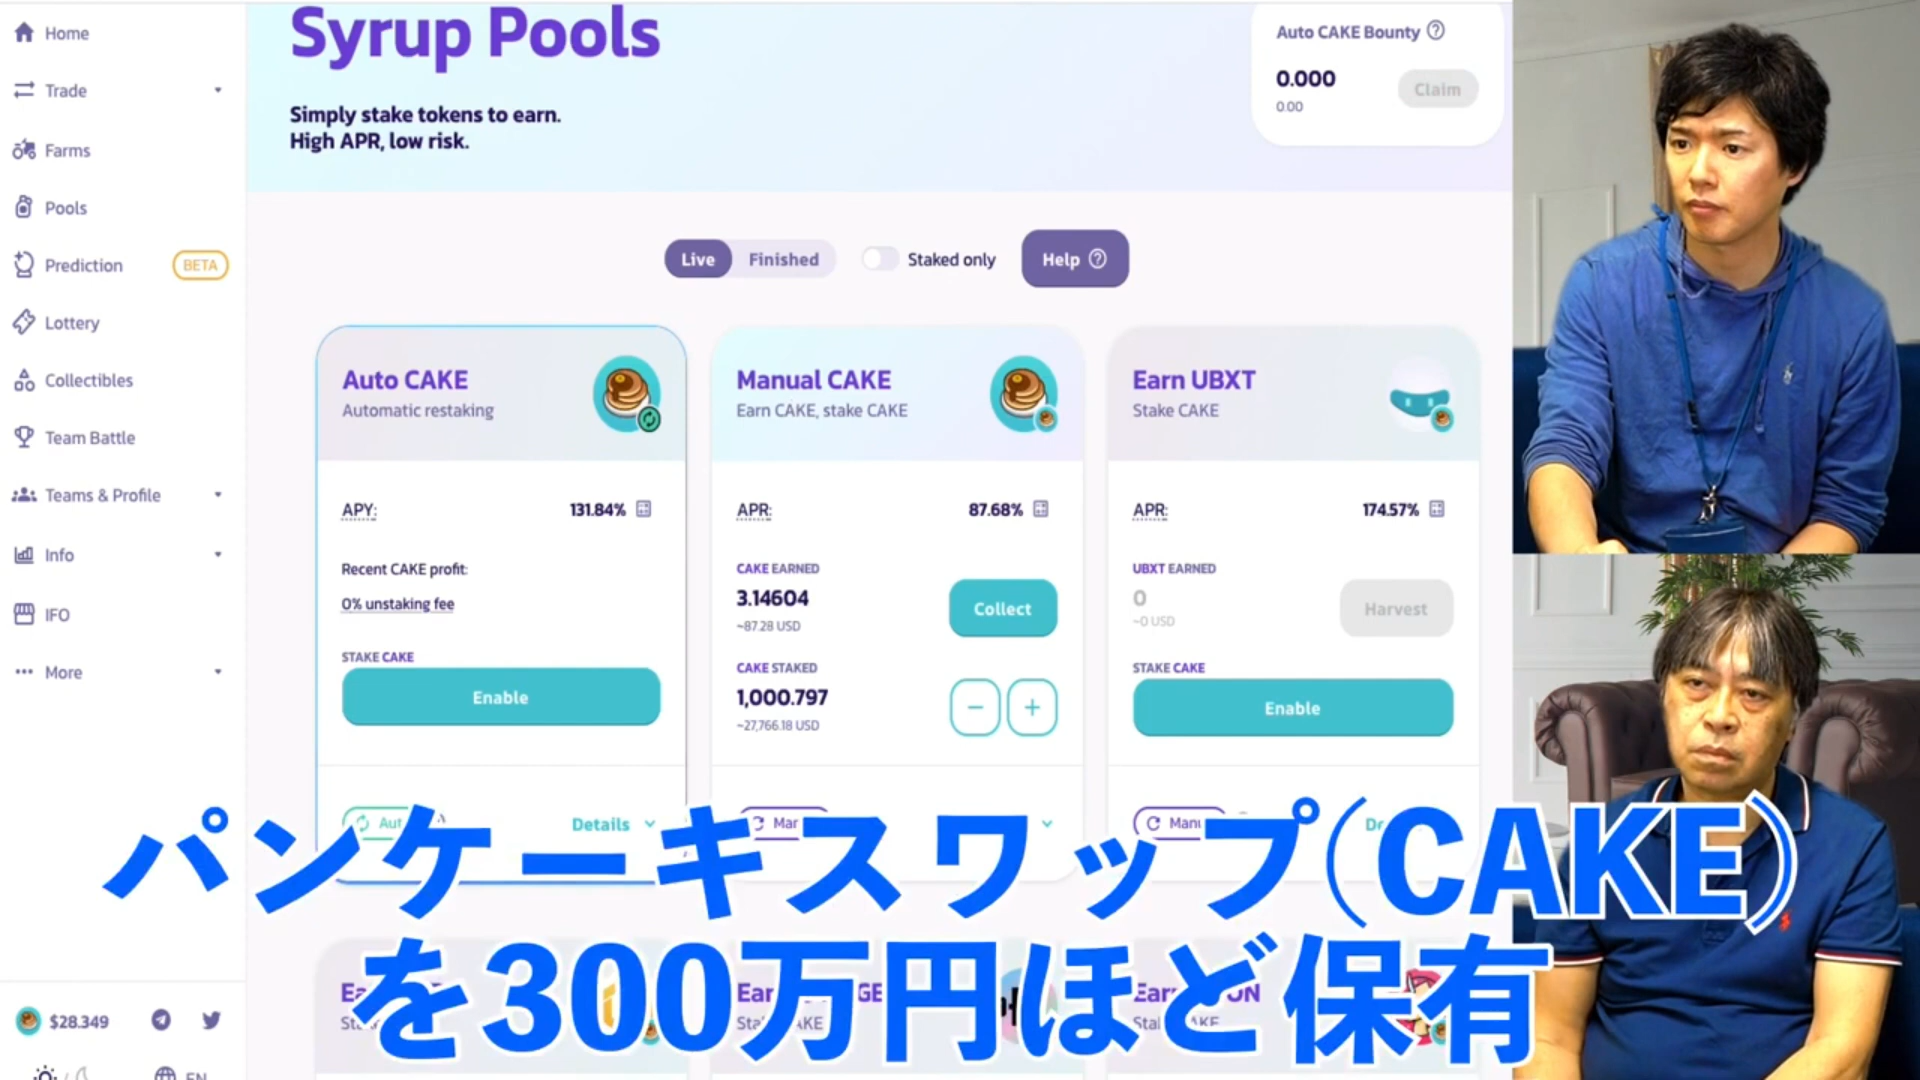 Home
Trade
Farms
Pools
Prediction
BETA
Lottery
Collectibles
Team Battle
Teams & Profile
Info
IFO
More
$28.349
EN
Syrup Pools
Simply stake tokens to earn.
High APR, low risk.
Auto CAKE Bounty
0.000
0.00
Claim
Live
Finished
Staked only
Help
Auto CAKE
Automatic restaking
APY:
131.84%
Recent CAKE profit:
0% unstaking fee
STAKE CAKE
Enable
Details
Manual CAKE
Earn CAKE, stake CAKE
APR:
87.68%
CAKE EARNED
3.14604
~87.28 USD
Collect
CAKE STAKED
1,000.797
~27,766.18 USD
Earn UBXT
Stake CAKE
APR:
174.57%
UBXT EARNED
0
~0 USD
Harvest
STAKE CAKE
Enable
パンケーキスワップ(CAKE)
を300万円ほど保有